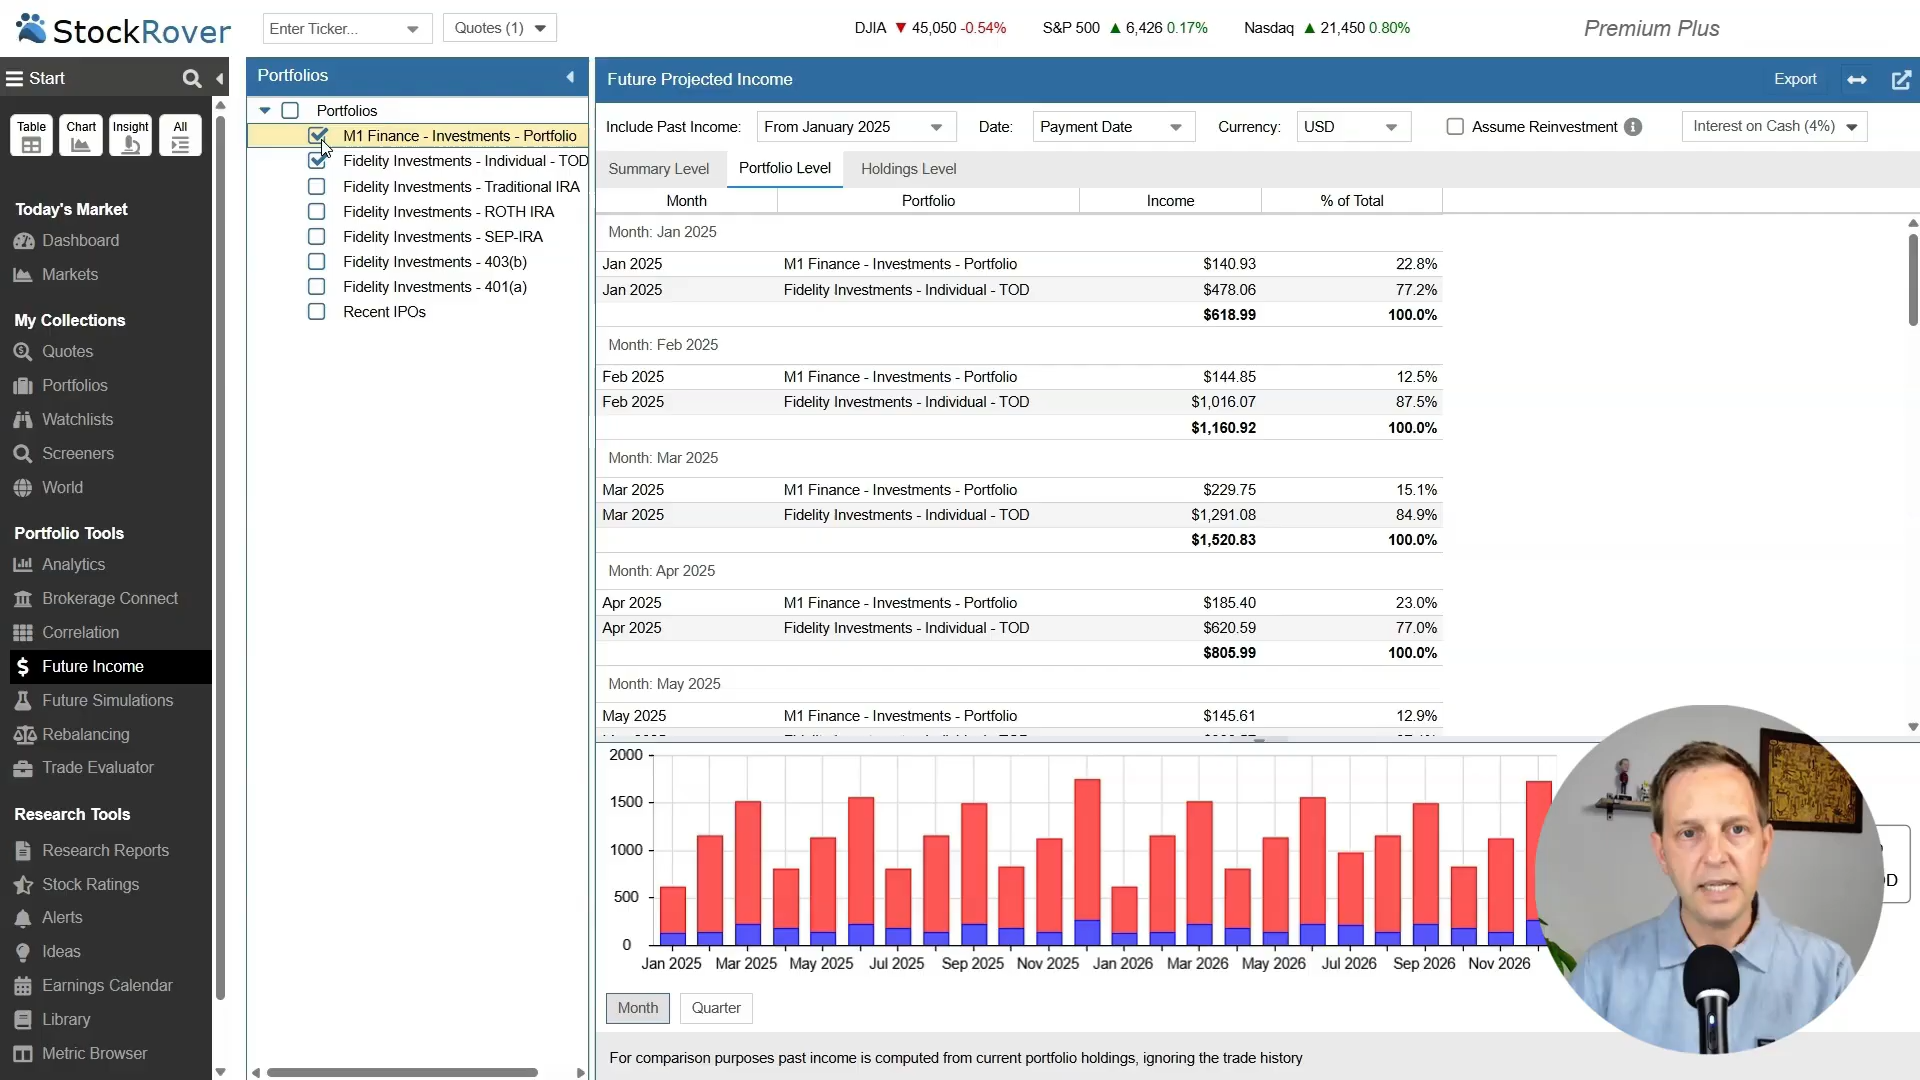 StockRover
Enter Ticker...
Quotes (1)
DJIA ▼ 45,050 -0.54%
S&P 500 ▲ 6,426 0.17%
Nasdaq ▲ 21,450 0.80%
Premium Plus
Start
Table
Chart
Insight
All
Today's Market
Dashboard
Markets
My Collections
Quotes
Portfolios
Watchlists
Screeners
World
Portfolio Tools
Analytics
Brokerage Connect
Correlation
$ Future Income
Future Simulations
Rebalancing
Trade Evaluator
Research Tools
Research Reports
Stock Ratings
Alerts
Ideas
Earnings Calendar
Library
Metric Browser
Portfolios
Portfolios
M1 Finance - Investments - Portfolio
Fidelity Investments - Individual - TOD
Fidelity Investments - Traditional IRA
Fidelity Investments - ROTH IRA
Fidelity Investments - SEP-IRA
Fidelity Investments - 403(b)
Fidelity Investments - 401(a)
Recent IPOs
Future Projected Income
Export
Include Past Income: From January 2025 Date: Payment Date Currency: USD Assume Reinvestment Interest on Cash (4%)
Summary Level Portfolio Level Holdings Level
Month Portfolio Income % of Total
Month: Jan 2025
Jan 2025 M1 Finance - Investments - Portfolio $140.93 22.8%
Jan 2025 Fidelity Investments - Individual - TOD $478.06 77.2%
$618.99 100.0%
Month: Feb 2025
Feb 2025 M1 Finance - Investments - Portfolio $144.85 12.5%
Feb 2025 Fidelity Investments - Individual - TOD $1,016.07 87.5%
$1,160.92 100.0%
Month: Mar 2025
Mar 2025 M1 Finance - Investments - Portfolio $229.75 15.1%
Mar 2025 Fidelity Investments - Individual - TOD $1,291.08 84.9%
$1,520.83 100.0%
Month: Apr 2025
Apr 2025 M1 Finance - Investments - Portfolio $185.40 23.0%
Apr 2025 Fidelity Investments - Individual - TOD $620.59 77.0%
$805.99 100.0%
Month: May 2025
May 2025 M1 Finance - Investments - Portfolio $145.61 12.9%
2000
1500
1000
500
0
Jan 2025 Mar 2025 May 2025 Jul 2025 Sep 2025 Nov 2025 Jan 2026 Mar 2026 May 2026 Jul 2026 Sep 2026 Nov 2026
Month Quarter
For comparison purposes past income is computed from current portfolio holdings, ignoring the trade history